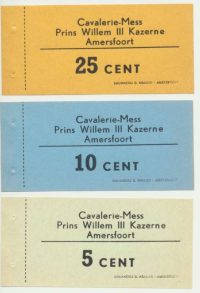 Cavalerie-Mess
Prins Willem III Kazerne
Amersfoort
25 CENT
Cavalerie-Mess
Prins Willem III Kazerne
Amersfoort
10 CENT
Cavalerie-Mess
Prins Willem III Kazerne
Amersfoort
5 CENT